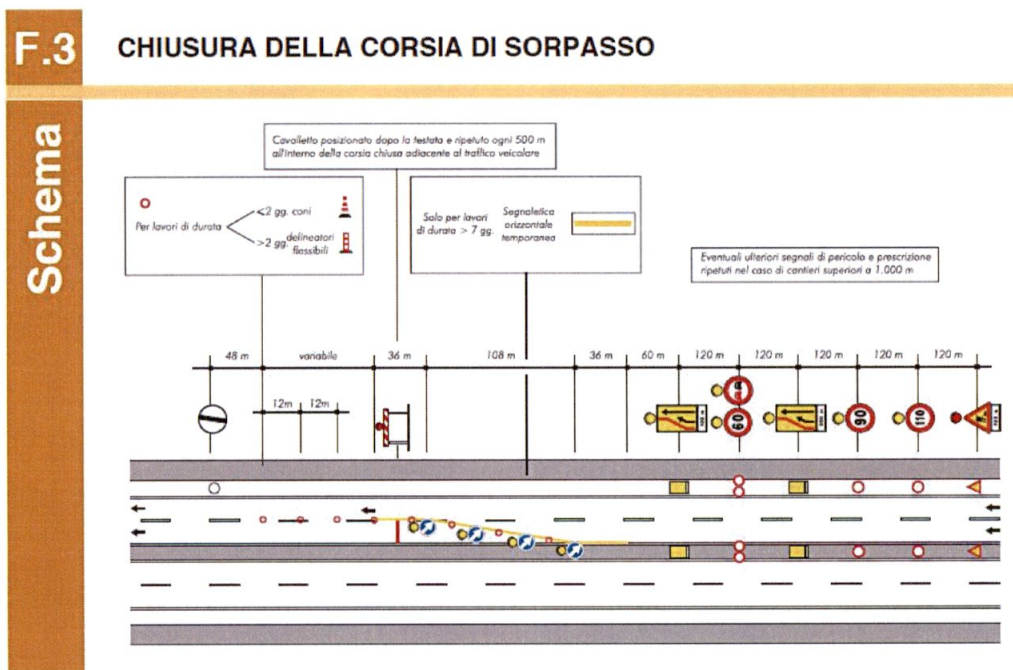 F.3
CHIUSURA DELLA CORSIA DI SORPASSO
Schema
Cavalletto posizionato dopo la testata e ripetuto ogni 500 m
all'interno della corsia chiusa adiacente al traffico veicolare
Per lavori di durata
<2 gg. coni
>2 gg. delineatori
flessibili
Solo per lavori
di durata > 7 gg.
Segnaletica
orizzontale
temporanea
Eventuali ulteriori segnali di pericolo e prescrizione
ripetuti nel caso di cantieri superiori a 1.000 m
48 m variabile 36 m 108 m 36 m 60 m 120 m 120 m 120 m 120 m 120 m
12m 12m
60
90
110